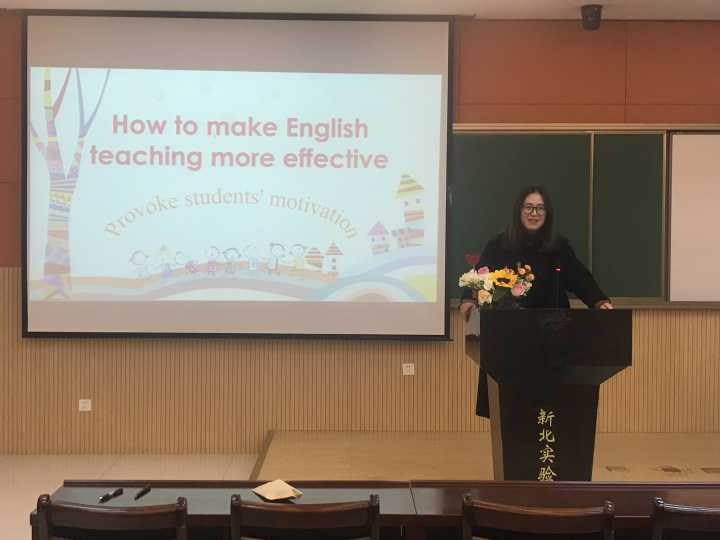 How to make English
teaching more effective
Provoke students' motivation
新北实验